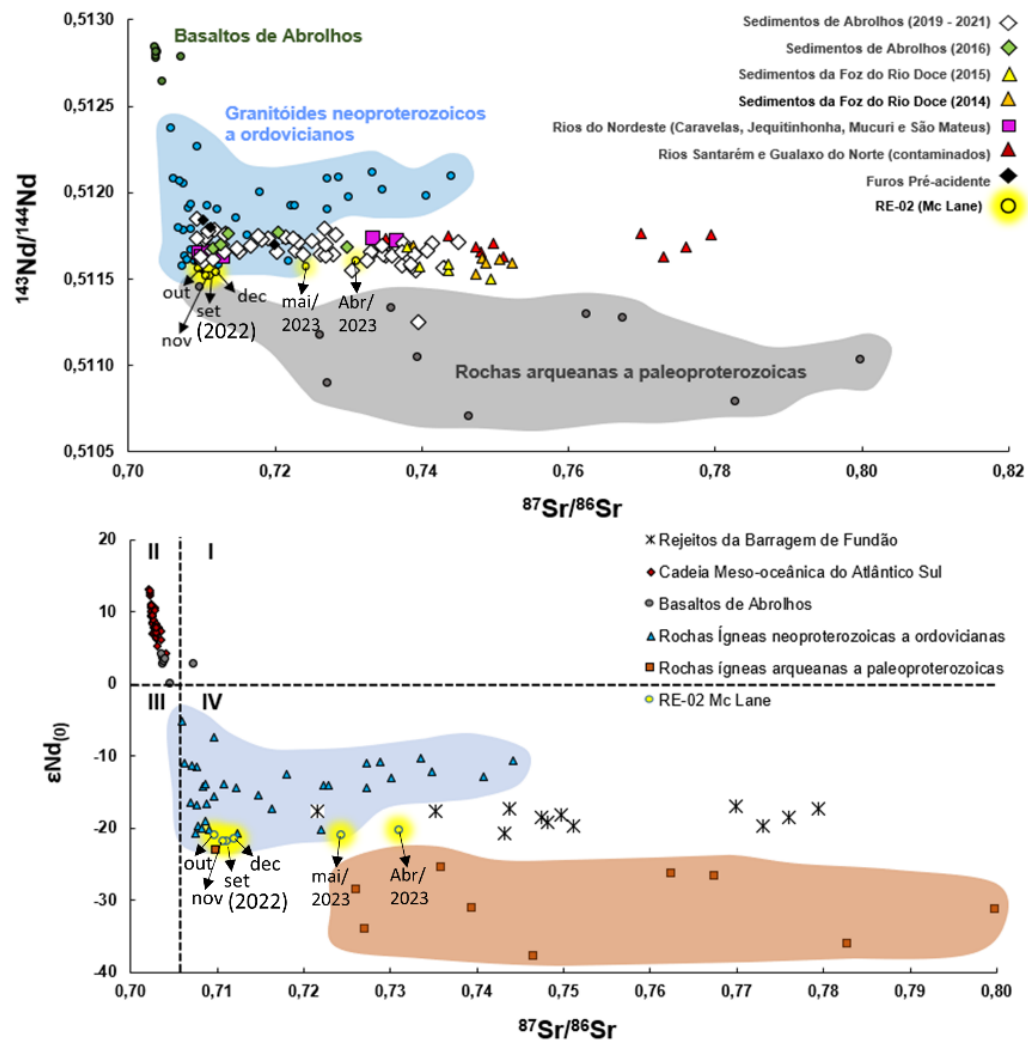 0,5130
0,5125
0,5120
0,5115
0,5110
0,5105
¹⁴³Nd/¹⁴⁴Nd
Basaltos de Abrolhos
Granitóides neoproterozoicos
a ordovicianos
Sedimentos de Abrolhos (2019 - 2021)
Sedimentos de Abrolhos (2016)
Sedimentos da Foz do Rio Doce (2015)
Sedimentos da Foz do Rio Doce (2014)
Rios do Nordeste (Caravelas, Jequitinhonha, Mucuri e São Mateus)
Rios Santarém e Gualaxo do Norte (contaminados)
Furos Pré-acidente
RE-02 (Mc Lane)
out
dec
set
(2022)
nov
mai/
2023
Abr/
2023
Rochas arqueanas a paleoproterozoicas
0,70 0,72 0,74 0,76 0,78 0,80 0,82
⁸⁷Sr/⁸⁶Sr
20
10
0
-10
-20
-30
-40
εNd₍₀₎
II I
III IV
Rejeitos da Barragem de Fundão
Cadeia Meso-oceânica do Atlântico Sul
Basaltos de Abrolhos
Rochas Ígneas neoproterozoicas a ordovicianas
Rochas ígneas arqueanas a paleoproterozoicas
RE-02 Mc Lane
out
dec
set
nov
(2022)
mai/
2023
Abr/
2023
0,70 0,71 0,72 0,73 0,74 0,75 0,76 0,77 0,78 0,79 0,80
⁸⁷Sr/⁸⁶Sr